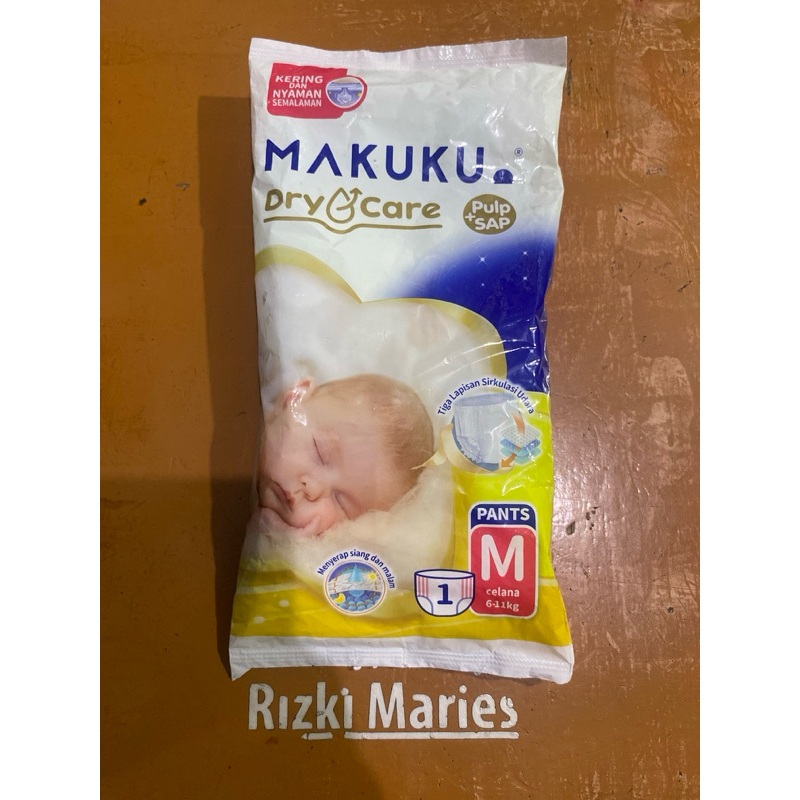 KERING
DAN
NYAMAN
SEMALAMAN
MAKUKU®
Dry Care
Pulp
+SAP
Tiga Lapisan Sirkulasi Udara
PANTS
M
celana
6-11kg
Menyerap siang dan malam
1
Rizki Maries